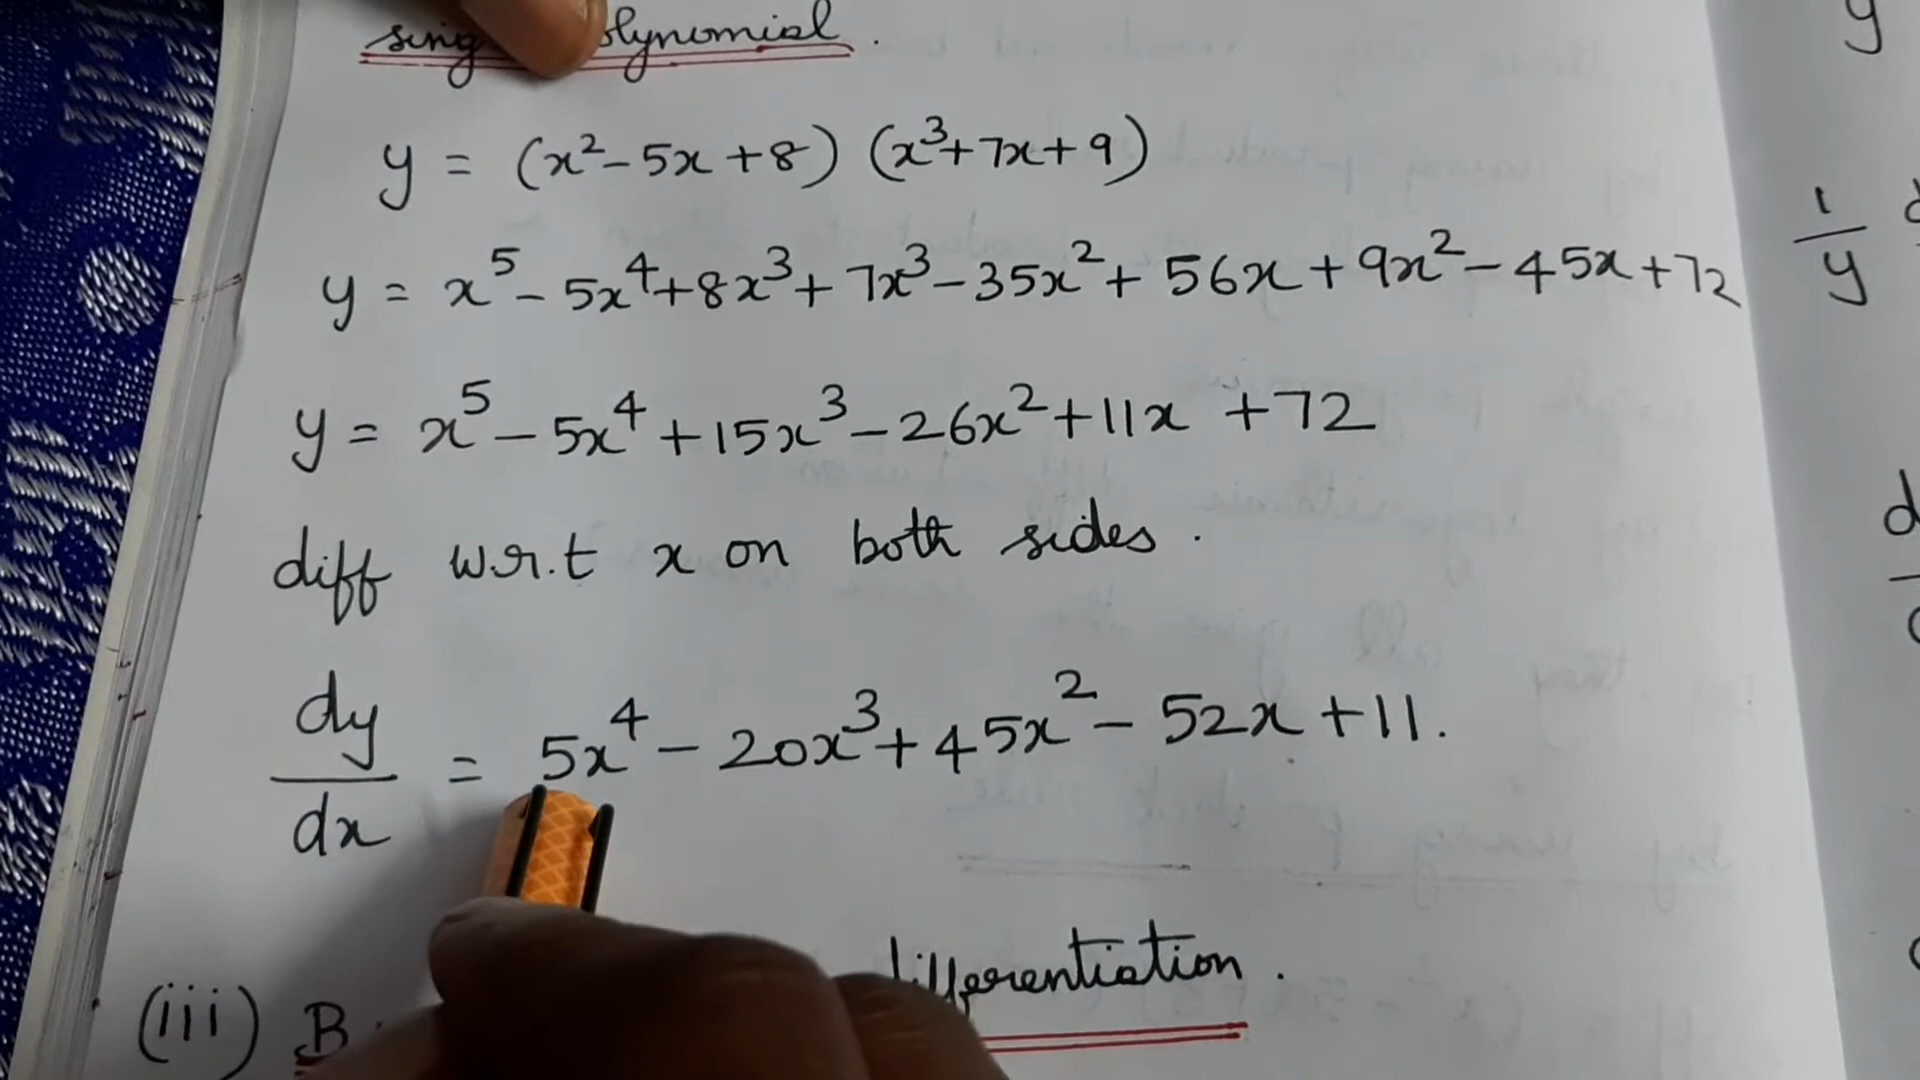 y = (x² - 5x + 8) (x³ + 7x + 9)
y = x⁵ - 5x⁴ + 8x³ + 7x³ - 35x² + 56x + 9x² - 45x + 72
y = x⁵ - 5x⁴ + 15x³ - 26x² + 11x + 72
diff w.r.t x on both sides.
dy/dx = 5x⁴ - 20x³ + 45x² - 52x + 11.
(iii)
y
1/y
d